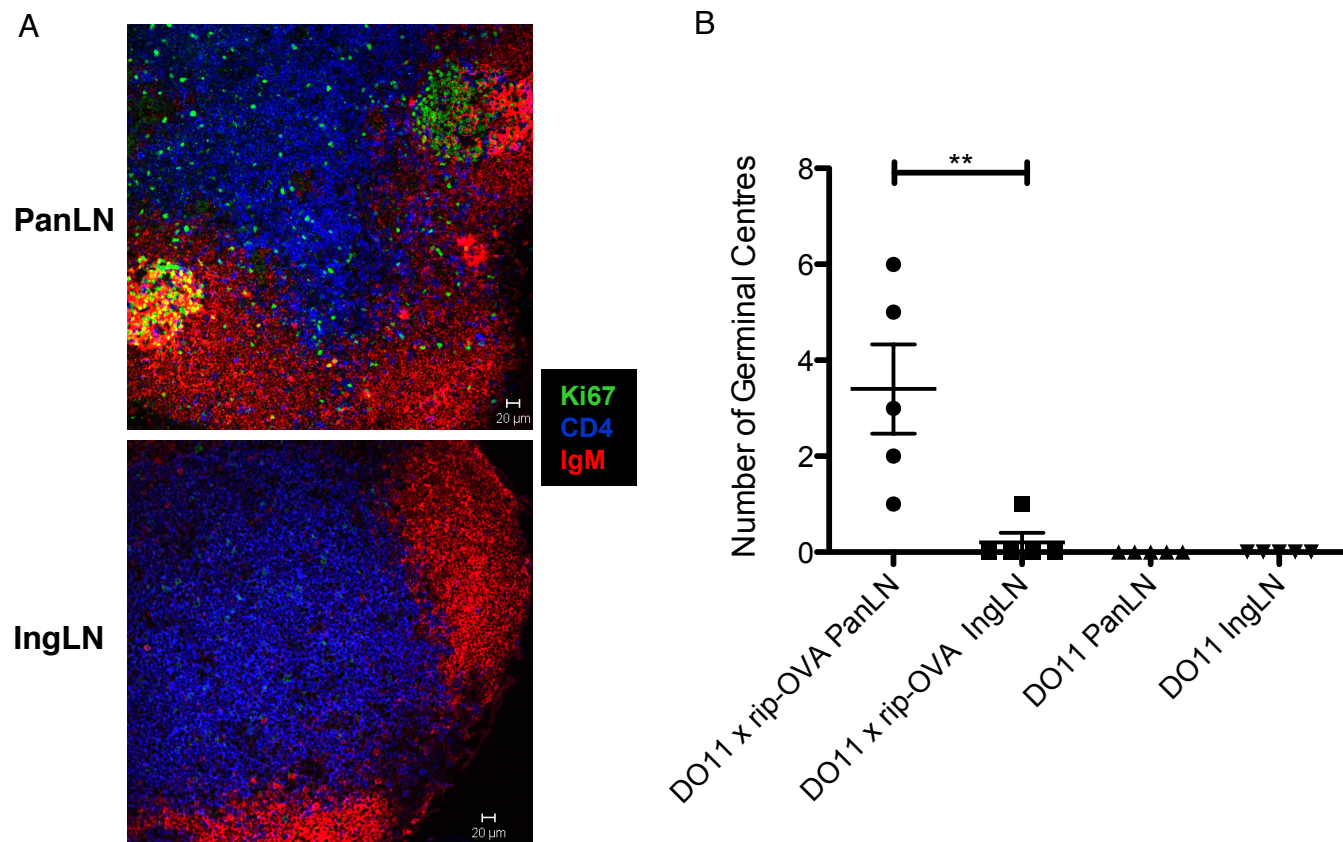 A
PanLN
20 µm
Ki67
CD4
IgM
IngLN
20 µm
B
Number of Germinal Centres
8
6
4
2
0
**
DO11 x rip-OVA PanLN
DO11 x rip-OVA IngLN
DO11 PanLN
DO11 IngLN